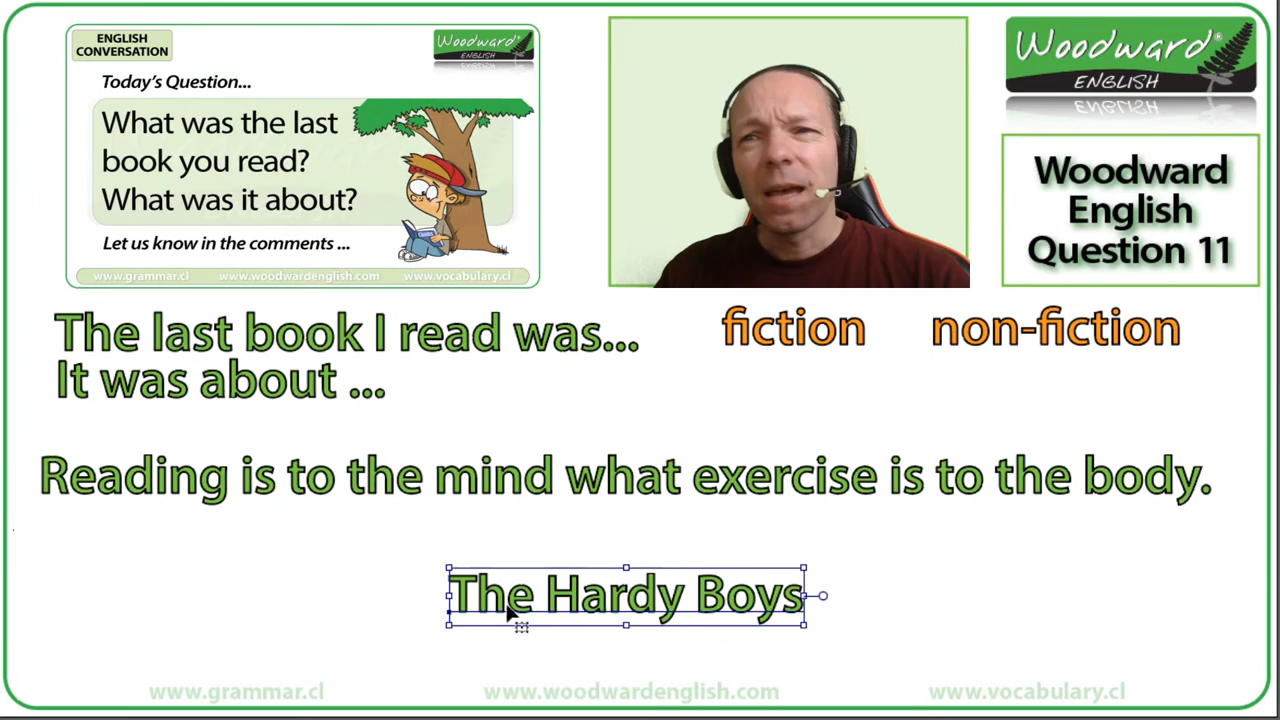 ENGLISH
CONVERSATION
Woodward
ENGLISH
Today's Question...
What was the last
book you read?
What was it about?
Let us know in the comments ...
www.grammar.cl www.woodwardenglish.com www.vocabulary.cl
Woodward®
ENGLISH
Woodward
English
Question 11
The last book I read was...
It was about ...
fiction non-fiction
Reading is to the mind what exercise is to the body.
The Hardy Boys
www.grammar.cl www.woodwardenglish.com www.vocabulary.cl